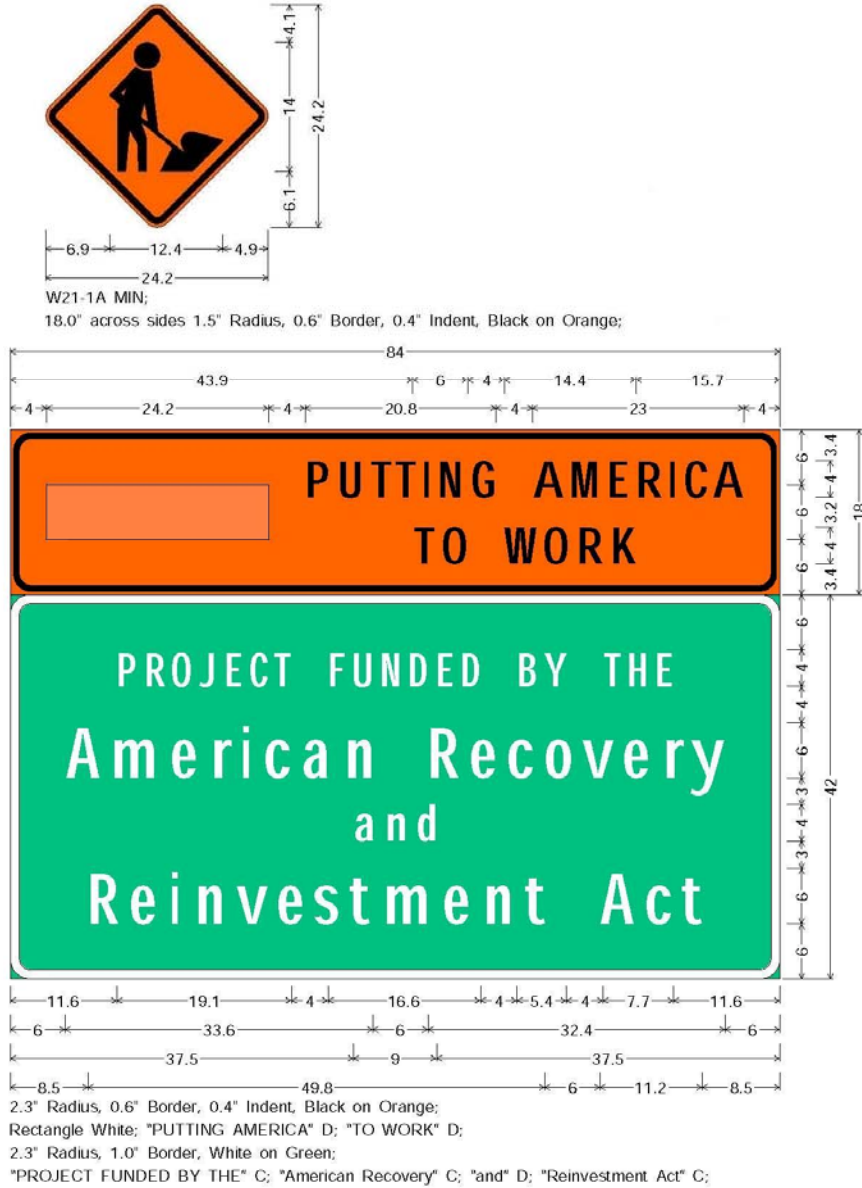 4.1
14
24.2
6.1
6.9 12.4 4.9
24.2
W21-1A MIN;
18.0" across sides 1.5" Radius, 0.6" Border, 0.4" Indent, Black on Orange;
84
43.9 6 4 14.4 15.7
4 24.2 4 20.8 4 23 4
PUTTING AMERICA
TO WORK
6 3.4
4
6 3.2 18
4
6 3.4
PROJECT FUNDED BY THE
American Recovery
and
Reinvestment Act
6
4
4
6
3 42
4
3
6
6
11.6 19.1 4 16.6 4 5.4 4 7.7 11.6
6 33.6 6 32.4 6
37.5 9 37.5
8.5 49.8 6 11.2 8.5
2.3" Radius, 0.6" Border, 0.4" Indent, Black on Orange;
Rectangle White; "PUTTING AMERICA" D; "TO WORK" D;
2.3" Radius, 1.0" Border, White on Green;
"PROJECT FUNDED BY THE" C; "American Recovery" C; "and" D; "Reinvestment Act" C;